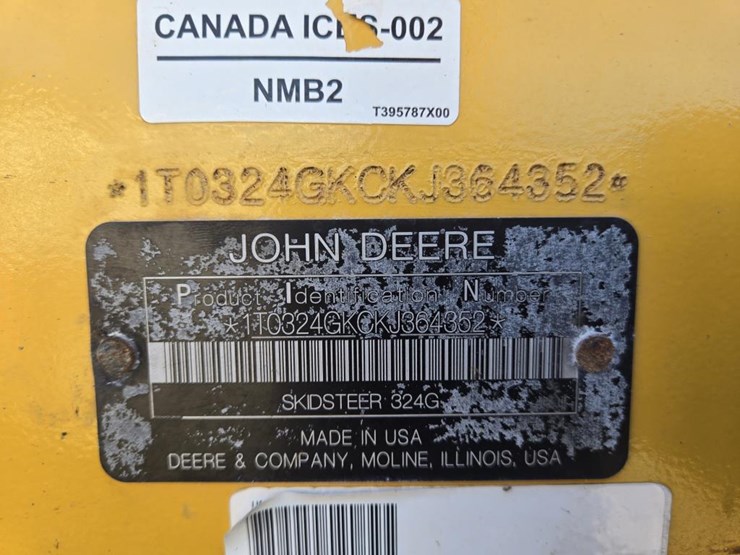 CANADA ICES-002
NMB2
T395787X00
*1T0324GKCKJ364352*
JOHN DEERE
Product Identification Number
*1T0324GKCKJ364352*
SKIDSTEER 324G
MADE IN USA
DEERE & COMPANY, MOLINE, ILLINOIS, USA